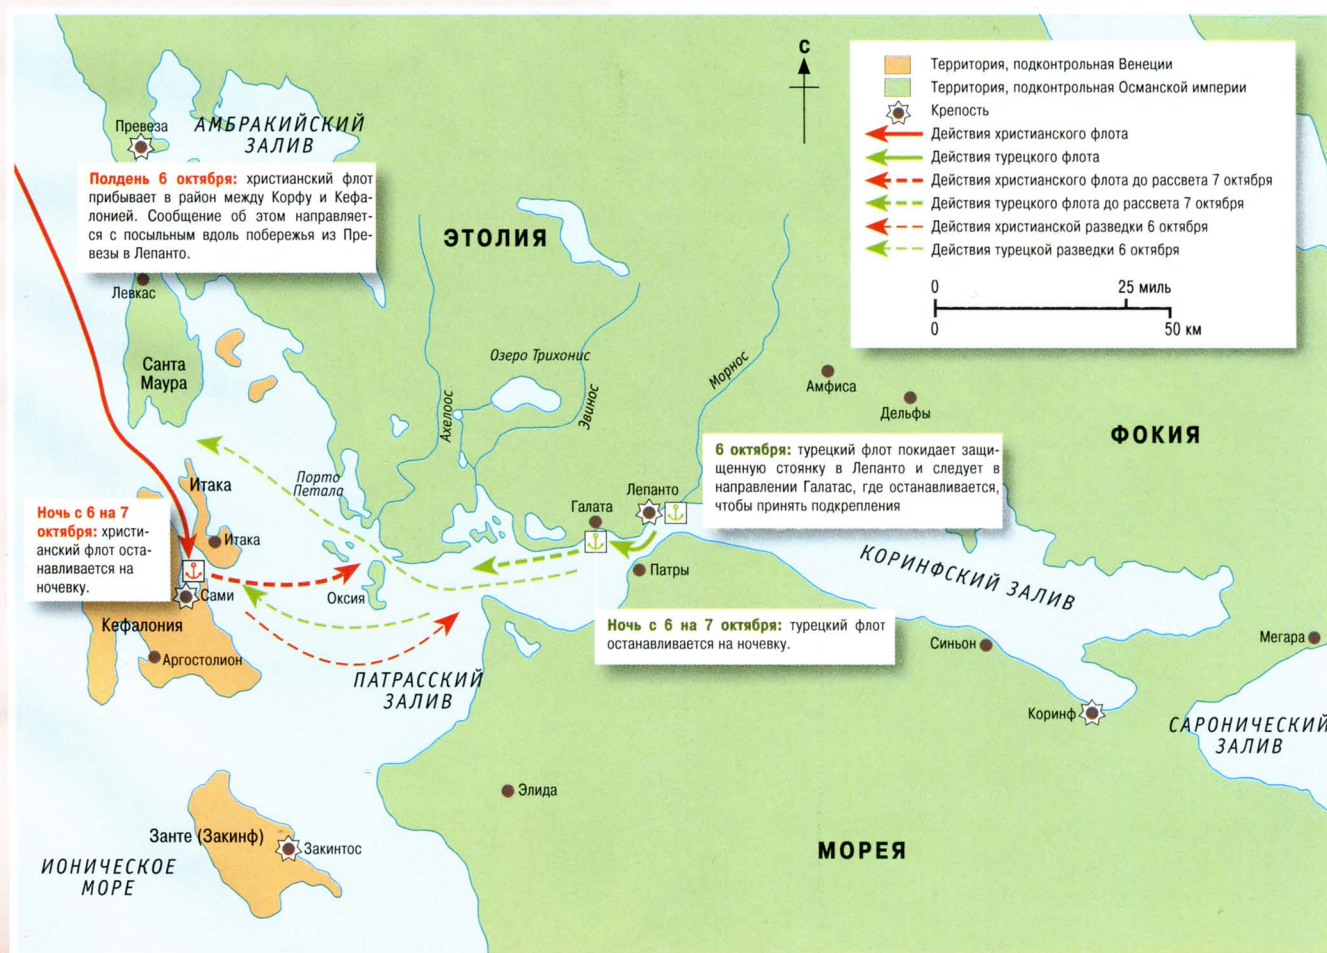 С
Территория, подконтрольная Венеции
Территория, подконтрольная Османской империи
Крепость
Действия христианского флота
Действия турецкого флота
Действия христианского флота до рассвета 7 октября
Действия турецкого флота до рассвета 7 октября
Действия христианской разведки 6 октября
Действия турецкой разведки 6 октября
0
25 миль
0
50 км
Превеза
АМБРАКИЙСКИЙ
ЗАЛИВ
Полдень 6 октября: христианский флот
прибывает в район между Корфу и Кефа-
лонией. Сообщение об этом направляет-
ся с посыльным вдоль побережья из Пре-
везы в Лепанто.
ЭТОЛИЯ
Левкас
Санта
Маура
Озеро Трихонис
Ахелоос
Эвинос
Морнос
Амфиса
Дельфы
ФОКИЯ
6 октября: турецкий флот покидает защи-
щенную стоянку в Лепанто и следует в
направлении Галатас, где останавливается,
чтобы принять подкрепления
Порто
Петала
Итака
Лепанто
Галата
Ночь с 6 на 7
октября: христи-
анский флот оста-
навливается на
ночевку.
Итака
КОРИНФСКИЙ ЗАЛИВ
Патры
Сами
Оксия
Кефалония
Ночь с 6 на 7 октября: турецкий флот
останавливается на ночевку.
Аргостолион
Синьон
Мегара
ПАТРАССКИЙ
ЗАЛИВ
Коринф
САРОНИЧЕСКИЙ
ЗАЛИВ
Элида
Занте (Закинф)
Закинтос
МОРЕЯ
ИОНИЧЕСКОЕ
МОРЕ